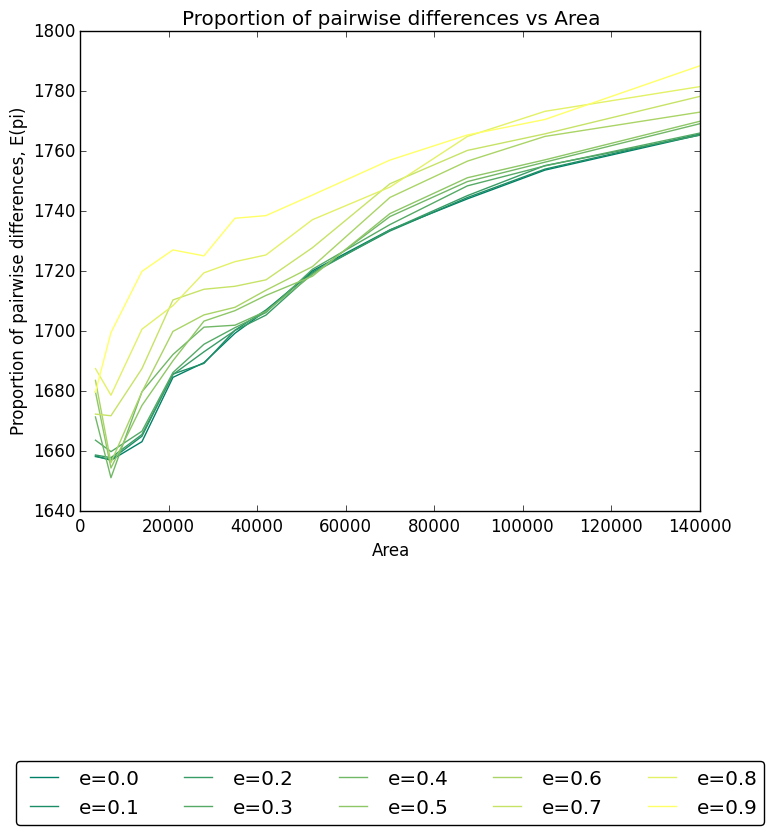 Proportion of pairwise differences vs Area
Proportion of pairwise differences, E(pi)
1800
1780
1760
1740
1720
1700
1680
1660
1640
0 20000 40000 60000 80000 100000 120000 140000
Area
e=0.0 e=0.2 e=0.4 e=0.6 e=0.8
e=0.1 e=0.3 e=0.5 e=0.7 e=0.9